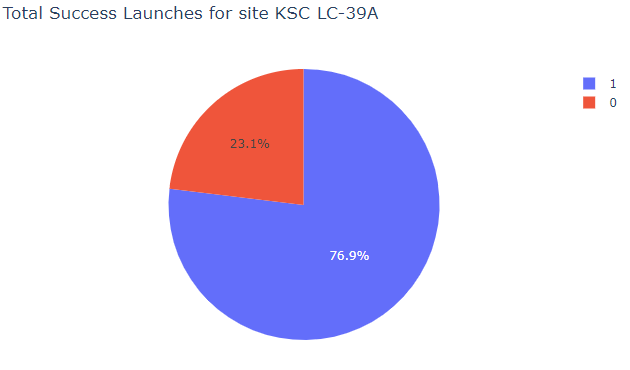 Total Success Launches for site KSC LC-39A
1
0
23.1%
76.9%